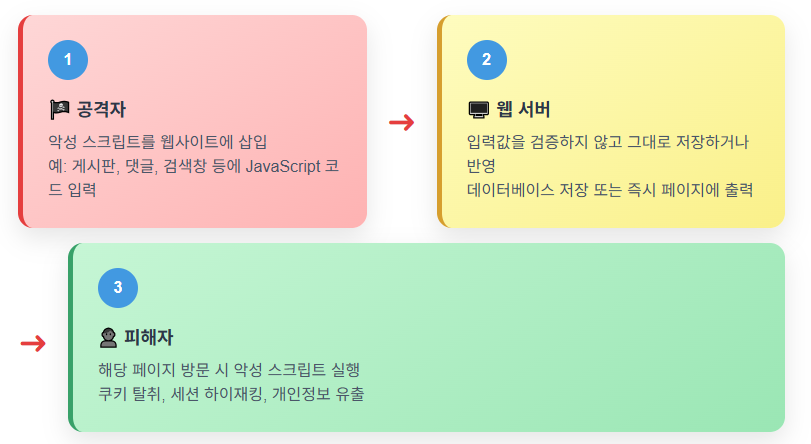 1
공격자
악성 스크립트를 웹사이트에 삽입
예: 게시판, 댓글, 검색창 등에 JavaScript 코
드 입력
2
웹 서버
입력값을 검증하지 않고 그대로 저장하거나
반영
데이터베이스 저장 또는 즉시 페이지에 출력
3
피해자
해당 페이지 방문 시 악성 스크립트 실행
쿠키 탈취, 세션 하이재킹, 개인정보 유출